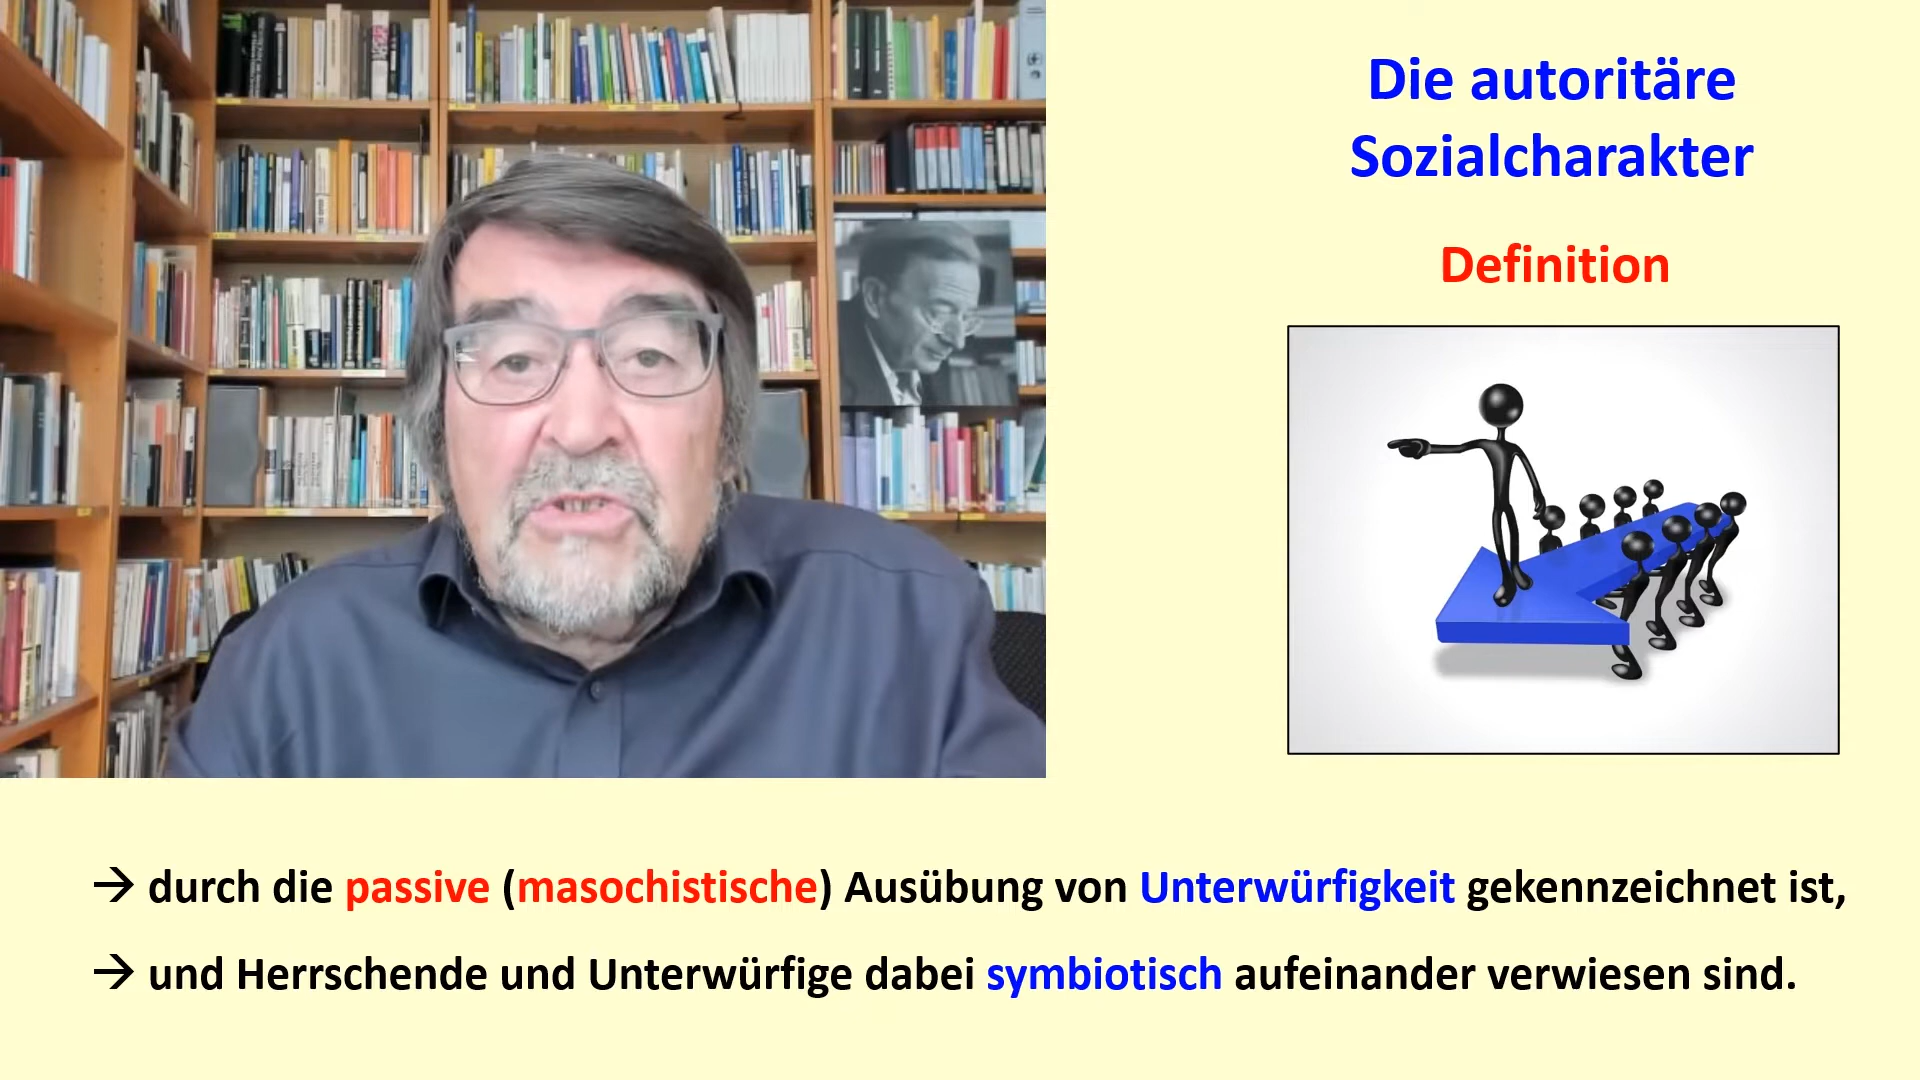 Die autoritäre
Sozialcharakter
Definition
→ durch die passive (masochistische) Ausübung von Unterwürfigkeit gekennzeichnet ist,
→ und Herrschende und Unterwürfige dabei symbiotisch aufeinander verwiesen sind.